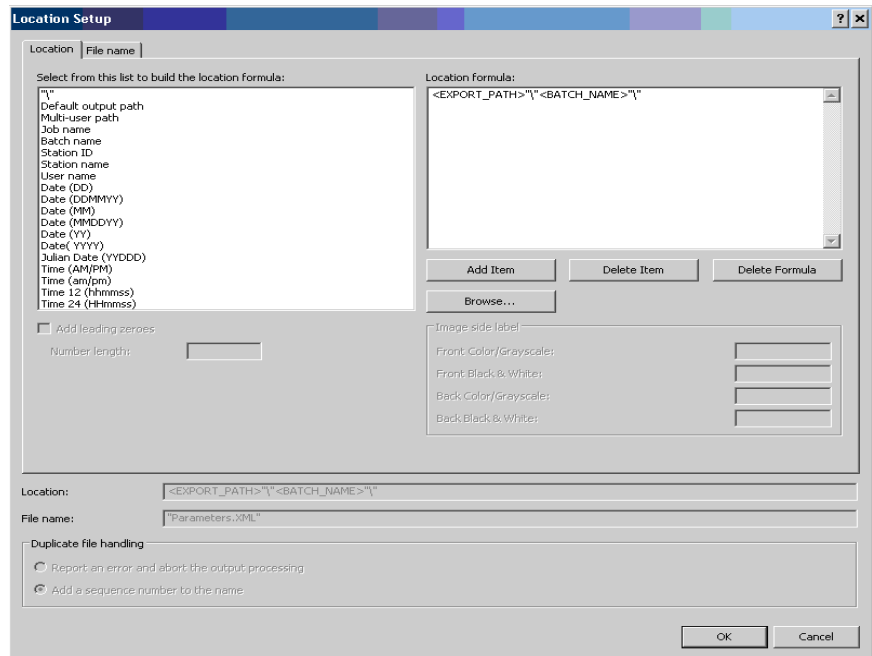 Location Setup
Location
File name
Select from this list to build the location formula:
"\"
Default output path
Multi-user path
Job name
Batch name
Station ID
Station name
User name
Date (DD)
Date (DDMMYY)
Date (MM)
Date (MMDDYY)
Date (YY)
Date( YYYY)
Julian Date (YYDDD)
Time (AM/PM)
Time (am/pm)
Time 12 (hhmmss)
Time 24 (HHmmss)
Location formula:
<EXPORT_PATH>"\"<BATCH_NAME>"\"
Add Item
Delete Item
Delete Formula
Browse...
Add leading zeroes
Number length:
Image side label
Front Color/Grayscale:
Front Black & White:
Back Color/Grayscale:
Back Black & White:
Location:
<EXPORT_PATH>"\"<BATCH_NAME>"\"
File name:
"Parameters.XML"
Duplicate file handling
Report an error and abort the output processing
Add a sequence number to the name
OK
Cancel